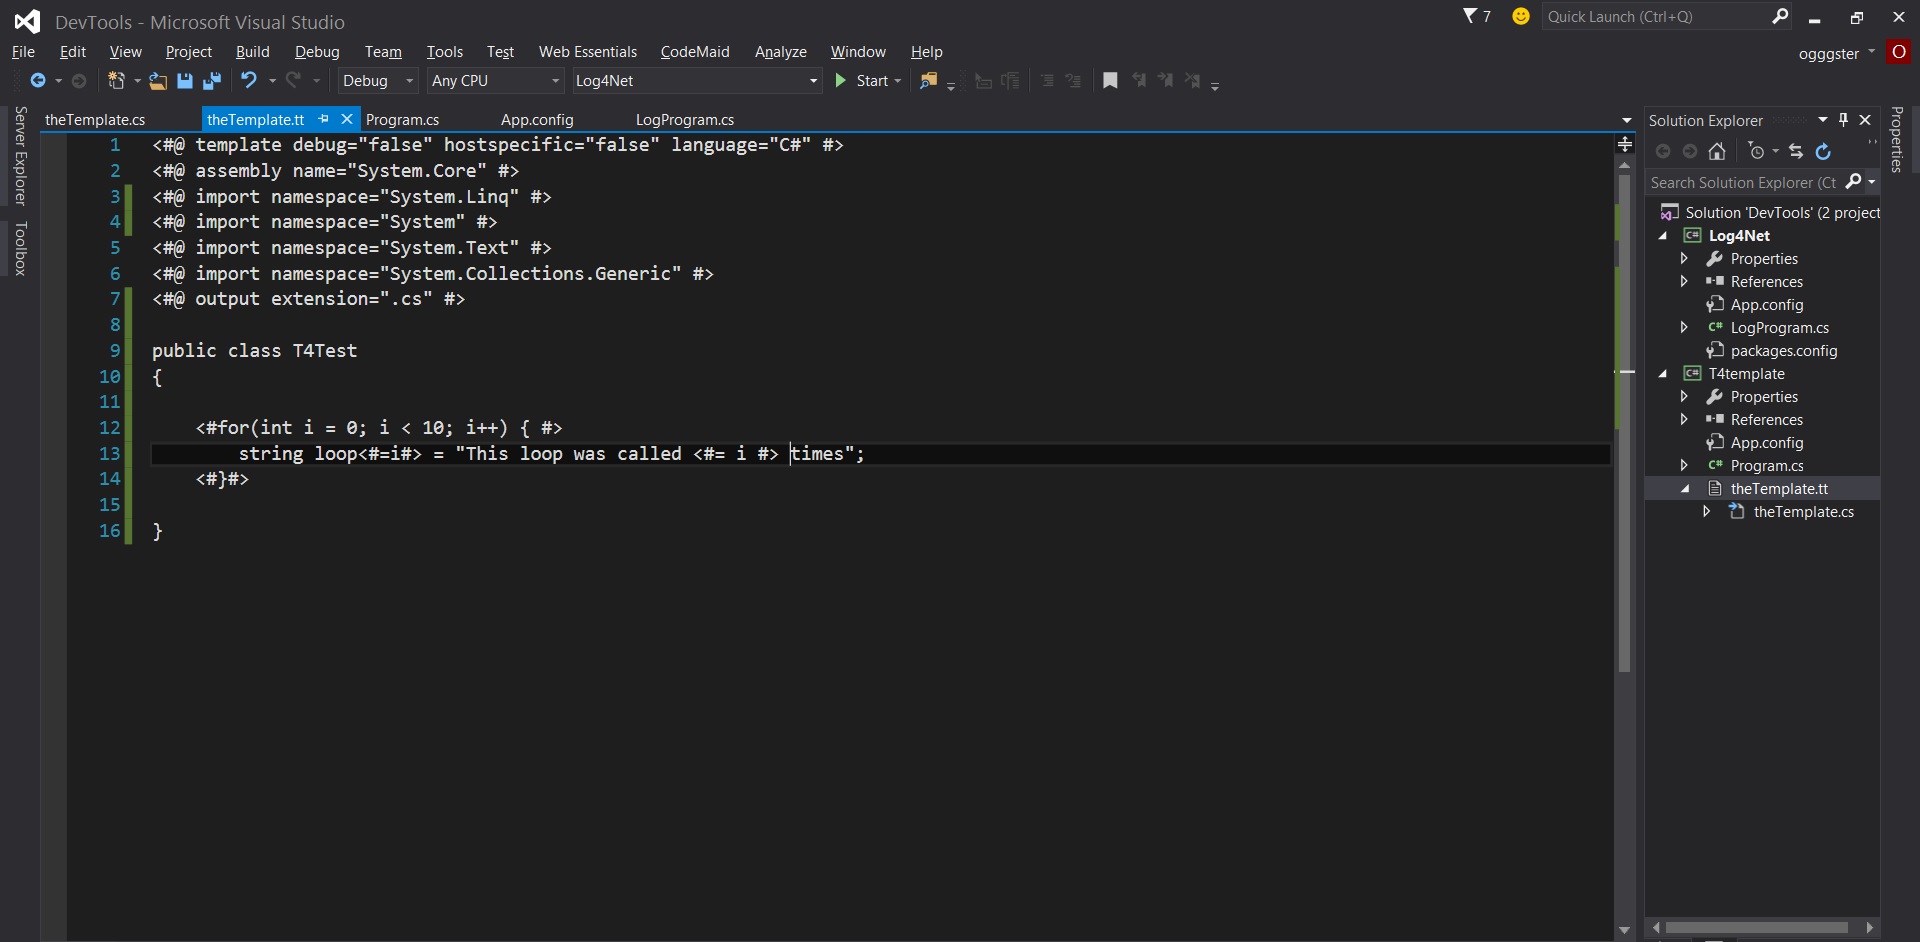 DevTools - Microsoft Visual Studio
7
Quick Launch (Ctrl+Q)
File Edit View Project Build Debug Team Tools Test Web Essentials CodeMaid Analyze Window Help
ogggster
O
Debug Any CPU Log4Net Start
Server Explorer
Toolbox
theTemplate.cs theTemplate.tt Program.cs App.config LogProgram.cs
1 <#@ template debug="false" hostspecific="false" language="C#" #>
2 <#@ assembly name="System.Core" #>
3 <#@ import namespace="System.Linq" #>
4 <#@ import namespace="System" #>
5 <#@ import namespace="System.Text" #>
6 <#@ import namespace="System.Collections.Generic" #>
7 <#@ output extension=".cs" #>
8
9 public class T4Test
10 {
11
12 <#for(int i = 0; i < 10; i++) { #>
13 string loop<#=i#> = "This loop was called <#= i #> times";
14 <#}#>
15
16 }
Solution Explorer
Search Solution Explorer (Ct
Solution 'DevTools' (2 project
C# Log4Net
Properties
References
App.config
C# LogProgram.cs
packages.config
C# T4template
Properties
References
App.config
C# Program.cs
theTemplate.tt
theTemplate.cs
Properties